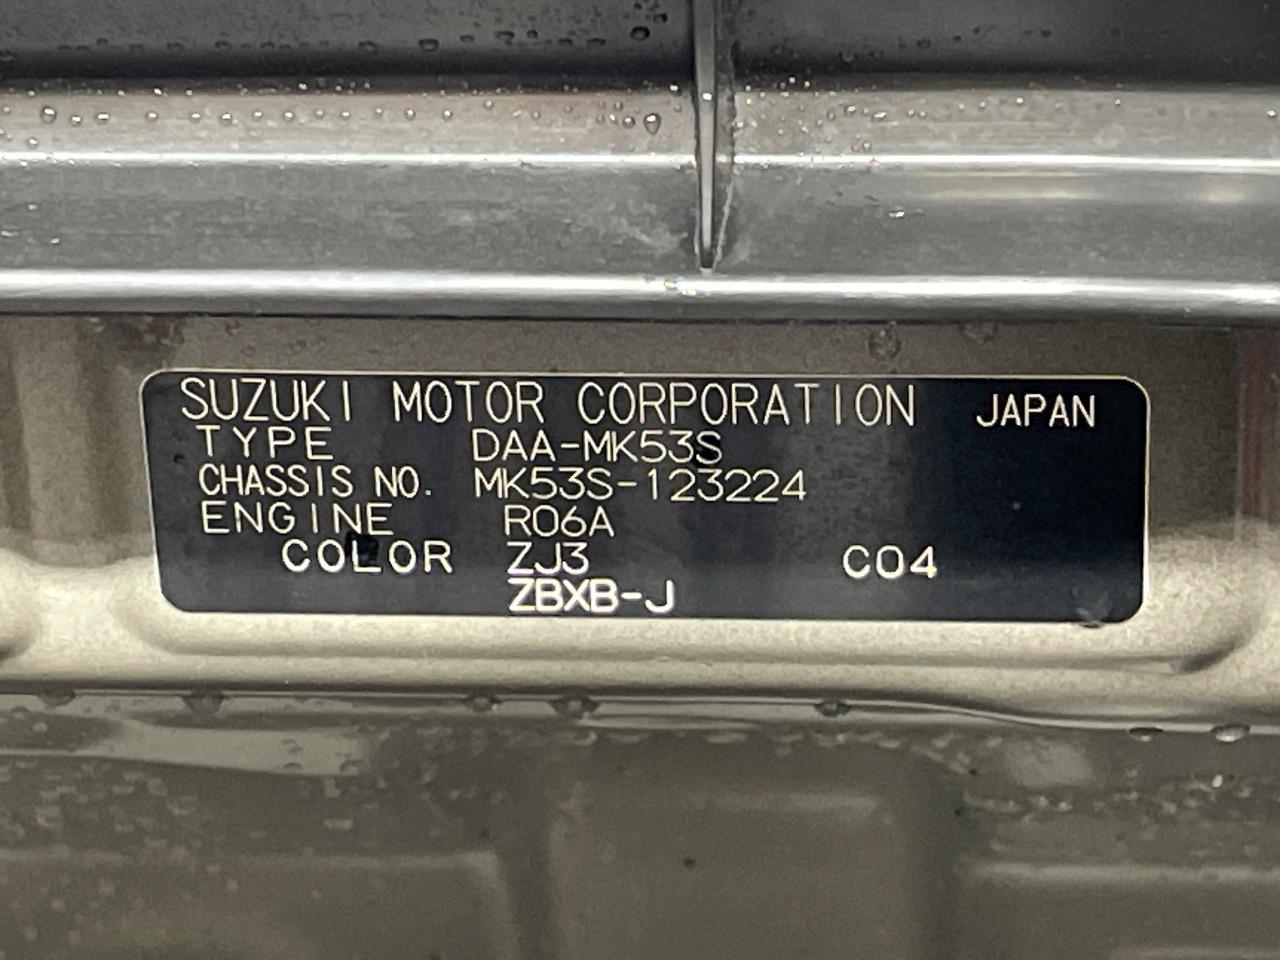 SUZUKI MOTOR CORPORATION JAPAN
TYPE DAA-MK53S
CHASSIS NO. MK53S-123224
ENGINE R06A
COLOR ZJ3 C04
ZBXB-J